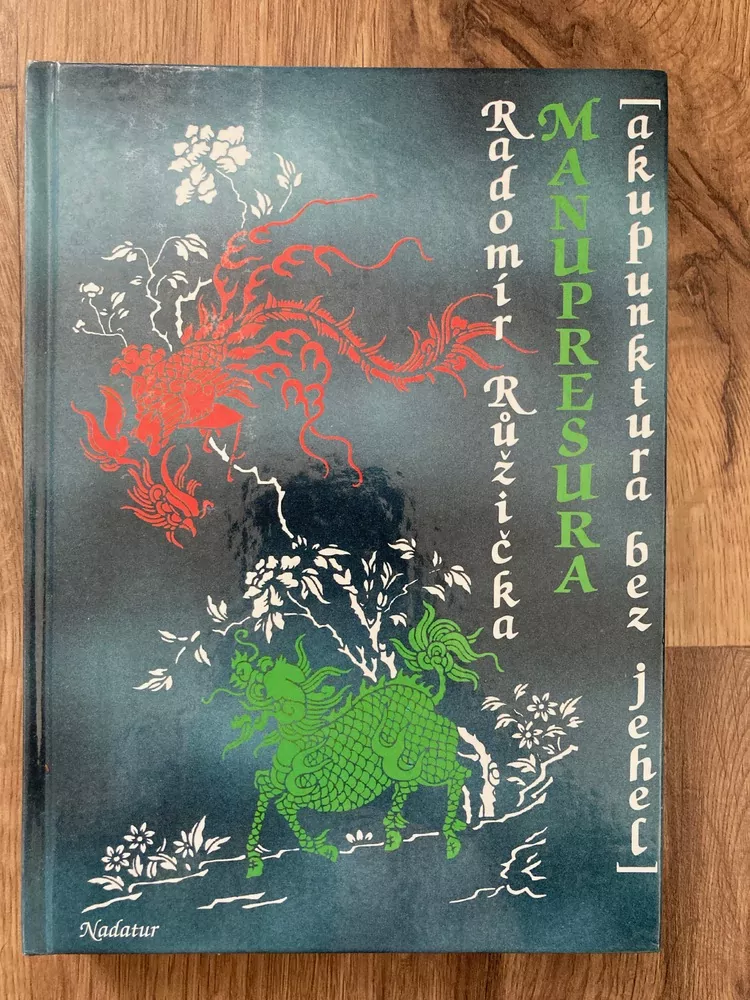 Radomír Růžička
MANUPRESURA
[akupunktura bez jehel]
Nadatur